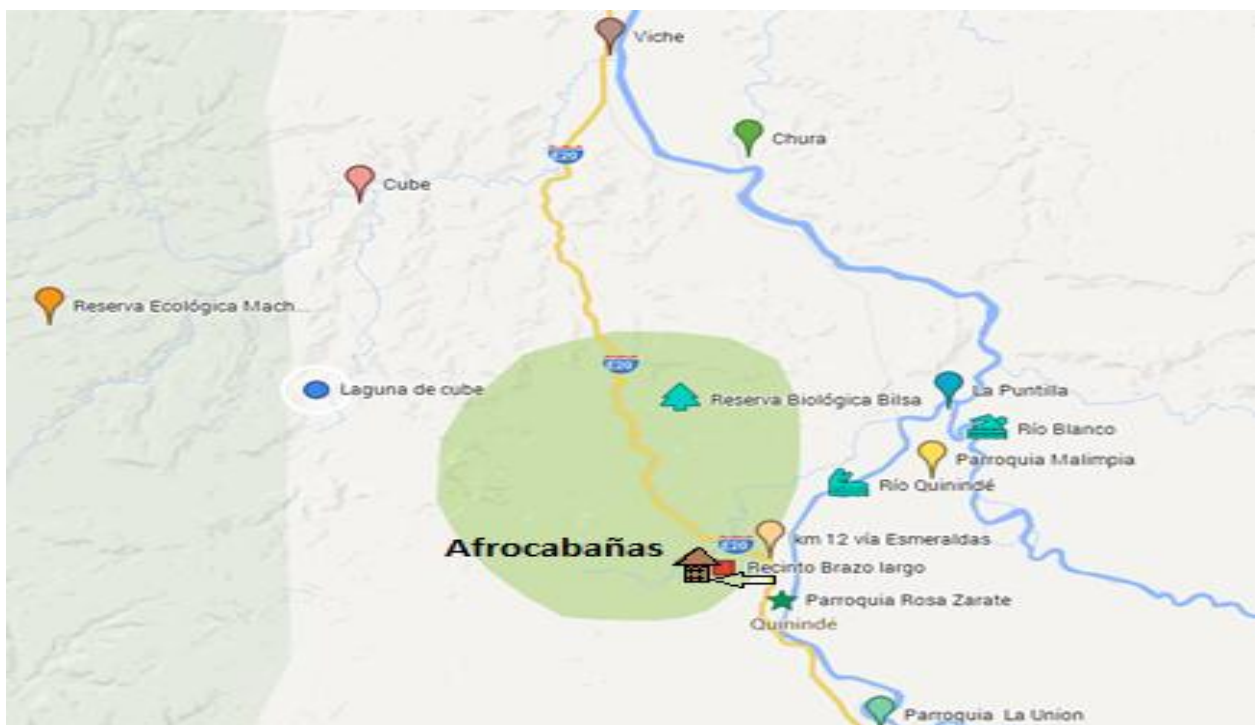 Viche
Chura
E20
Cube
Reserva Ecológica Mach...
E20
Laguna de cube
Reserva Biológica Bilsa
La Puntilla
Río Blanco
Parroquia Malimpia
Río Quinindé
km 12 vía Esmeraldas
Afrocabañas
E20
Recinto Brazo largo
Parroquia Rosa Zarate
Quinindé
Parroquia La Union